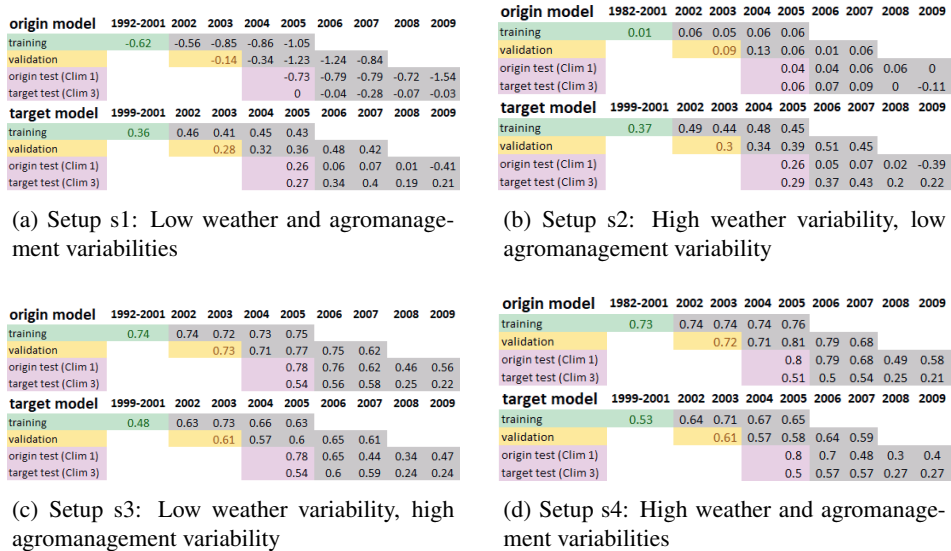 origin model 1992-2001 2002 2003 2004 2005 2006 2007 2008 2009
training -0.62 -0.56 -0.85 -0.86 -1.05
validation -0.14 -0.34 -1.23 -1.24 -0.84
origin test (Clim 1) -0.73 -0.79 -0.79 -0.72 -1.54
target test (Clim 3) 0 -0.04 -0.28 -0.07 -0.03
target model 1999-2001 2002 2003 2004 2005 2006 2007 2008 2009
training 0.36 0.46 0.41 0.45 0.43
validation 0.28 0.32 0.36 0.48 0.42
origin test (Clim 1) 0.26 0.06 0.07 0.01 -0.41
target test (Clim 3) 0.27 0.34 0.4 0.19 0.21
(a) Setup s1: Low weather and agromanage-
ment variabilities
origin model 1982-2001 2002 2003 2004 2005 2006 2007 2008 2009
training 0.01 0.06 0.05 0.06 0.06
validation 0.09 0.13 0.06 0.01 0.06
origin test (Clim 1) 0.04 0.04 0.06 0.06 0
target test (Clim 3) 0.06 0.07 0.09 0 -0.11
target model 1999-2001 2002 2003 2004 2005 2006 2007 2008 2009
training 0.37 0.49 0.44 0.48 0.45
validation 0.3 0.34 0.39 0.51 0.45
origin test (Clim 1) 0.26 0.05 0.07 0.02 -0.39
target test (Clim 3) 0.29 0.37 0.43 0.2 0.22
(b) Setup s2: High weather variability, low
agromanagement variability
origin model 1992-2001 2002 2003 2004 2005 2006 2007 2008 2009
training 0.74 0.74 0.72 0.73 0.75
validation 0.73 0.71 0.77 0.75 0.62
origin test (Clim 1) 0.78 0.76 0.62 0.46 0.56
target test (Clim 3) 0.54 0.56 0.58 0.25 0.22
target model 1999-2001 2002 2003 2004 2005 2006 2007 2008 2009
training 0.48 0.63 0.73 0.66 0.63
validation 0.61 0.57 0.6 0.65 0.61
origin test (Clim 1) 0.78 0.65 0.44 0.34 0.47
target test (Clim 3) 0.54 0.6 0.59 0.24 0.24
(c) Setup s3: Low weather variability, high
agromanagement variability
origin model 1982-2001 2002 2003 2004 2005 2006 2007 2008 2009
training 0.73 0.74 0.74 0.74 0.76
validation 0.72 0.71 0.81 0.79 0.68
origin test (Clim 1) 0.8 0.79 0.68 0.49 0.58
target test (Clim 3) 0.51 0.5 0.54 0.25 0.21
target model 1999-2001 2002 2003 2004 2005 2006 2007 2008 2009
training 0.53 0.64 0.71 0.67 0.65
validation 0.61 0.57 0.58 0.64 0.59
origin test (Clim 1) 0.8 0.7 0.48 0.3 0.4
target test (Clim 3) 0.5 0.57 0.57 0.27 0.27
(d) Setup s4: High weather and agromanage-
ment variabilities